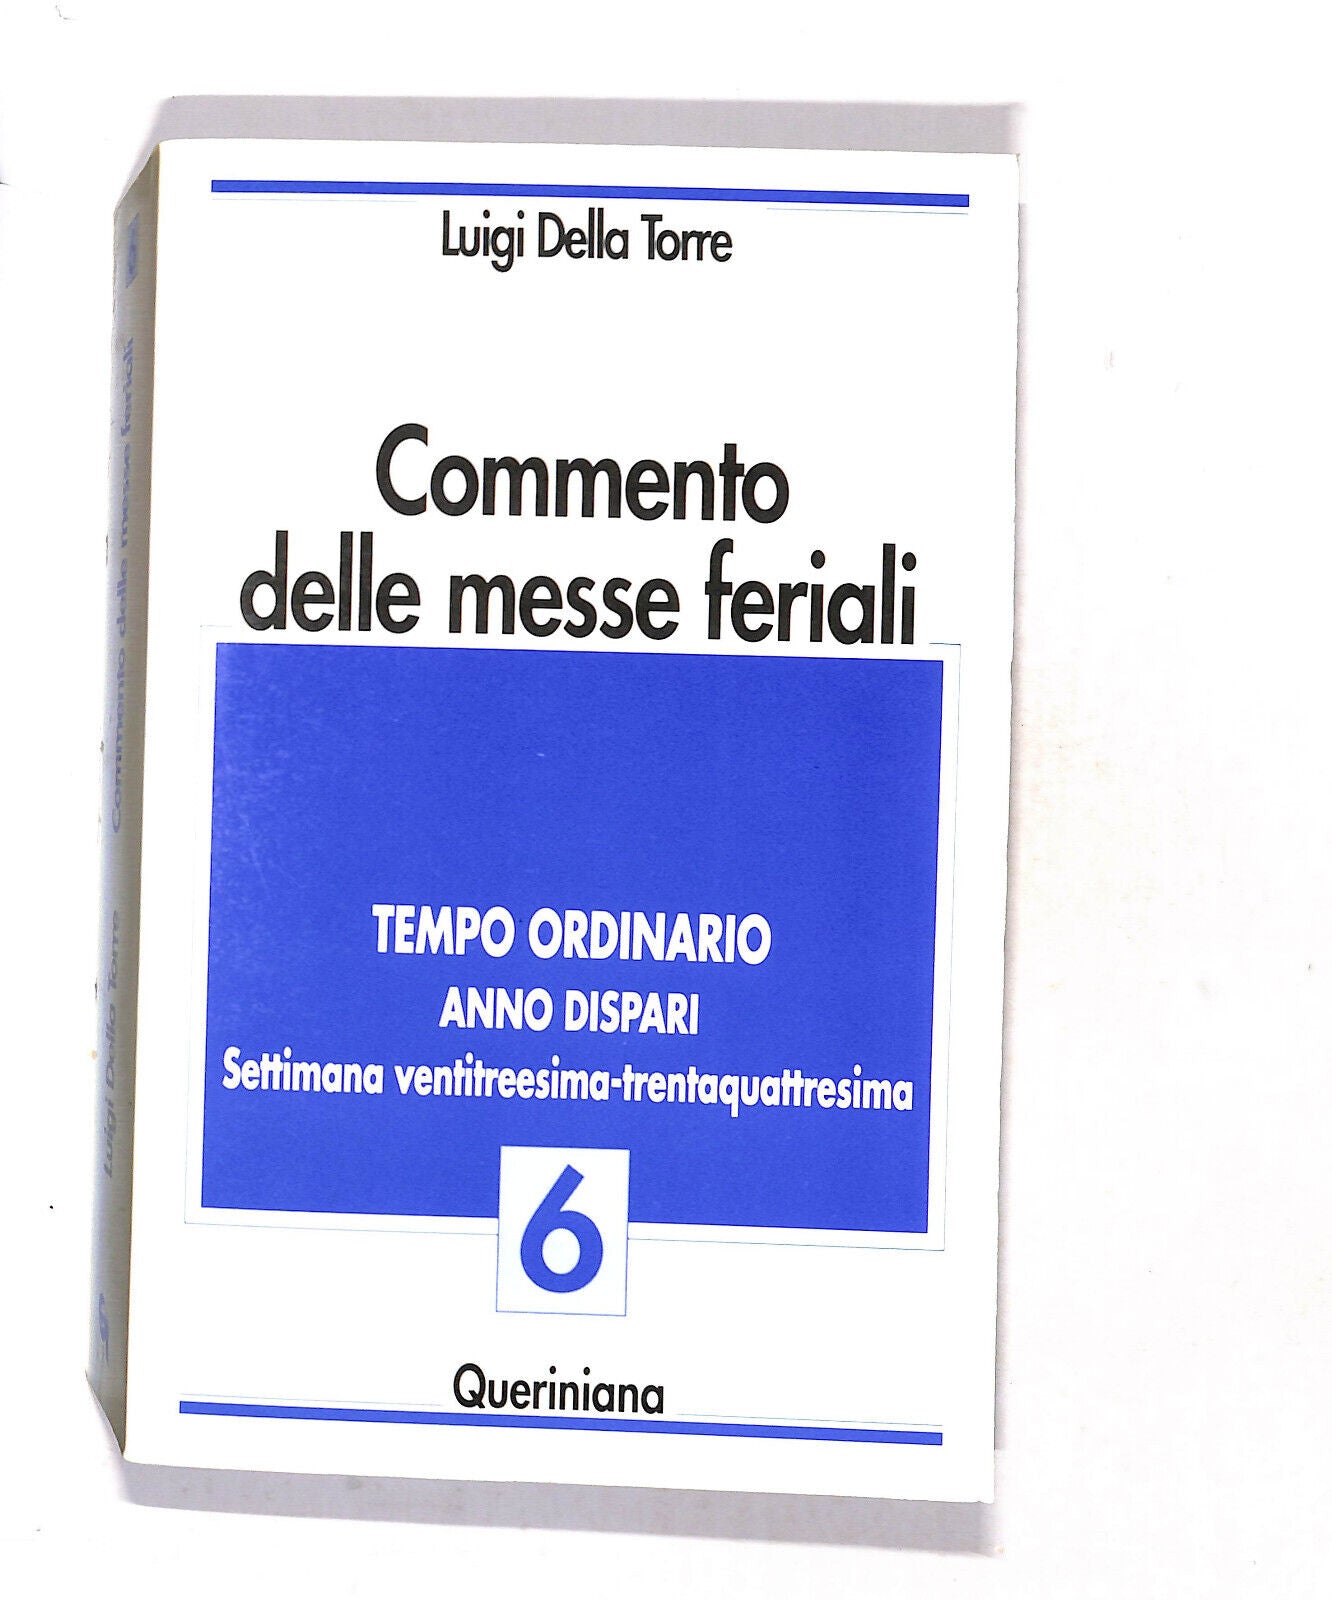 Luigi Della Torre
Commento
delle messe feriali
TEMPO ORDINARIO
ANNO DISPARI
Settimana ventitreesima-trentaquattresima
6
Queriniana
Luigi Della Torre Commento delle messe feriali 6